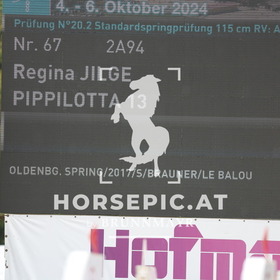 4. - 6. Oktober 2024
Prüfung N°20.2 Standardspringprüfung 115 cm RV: A
Nr. 67 2A94
Regina JILGE
PIPPILOTTA 13
OLDENBG. SPRING/2017/S/BRAUNER/LE BALOU
HORSEPIC.AT